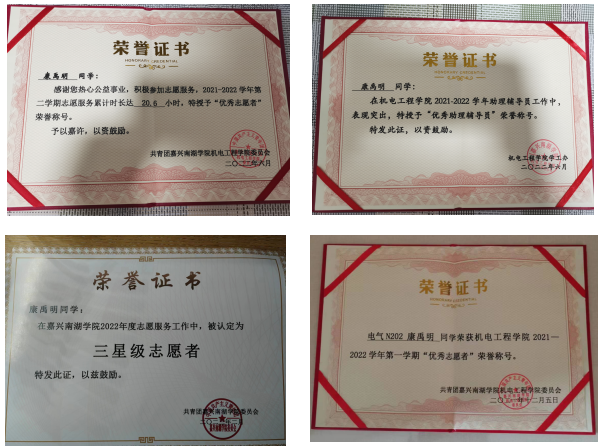 荣誉证书
HONORARY CREDENTIAL
康禹明 同学:
感谢您热心公益事业，积极参加志愿服务，2021-2022学年第
二学期志愿服务累计时长达 20.6 小时，特授予“优秀志愿者”
荣誉称号。
予以嘉许，以资鼓励。
共青团嘉兴南湖学院机电工程学院委员会
二〇二二年六月
荣誉证书
HONORARY CREDENTIAL
康禹明 同学:
在机电工程学院2021-2022学年助理辅导员工作中，
表现突出，特授予“优秀助理辅导员”荣誉称号。
特发此证，以资鼓励。
机电工程学院学工办
二〇二二年六月
荣誉证书
康禹明同学:
在嘉兴南湖学院2022年度志愿服务工作中，被认定为
三星级志愿者
特发此证，以兹鼓励。
共青团嘉兴南湖学院委员会
荣誉证书
HONORARY CREDENTIAL
电气N202 康禹明 同学荣获机电工程学院 2021—
2022学年第一学期“优秀志愿者”荣誉称号。
共青团嘉兴南湖学院机电工程学院委员会